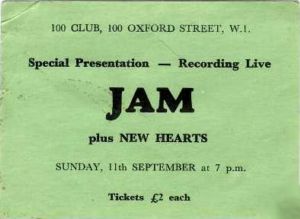 100 CLUB, 100 OXFORD STREET, W.1.
Special Presentation — Recording Live
JAM
plus NEW HEARTS
SUNDAY, 11th SEPTEMBER at 7 p.m.
Tickets £2 each